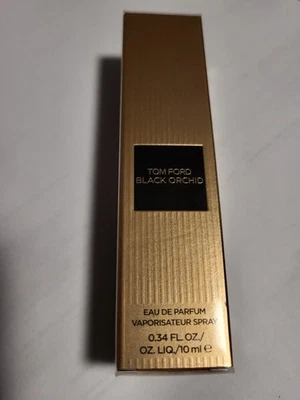 TOM FORD
BLACK ORCHID
EAU DE PARFUM
VAPORISATEUR SPRAY
0.34 FL.OZ./
OZ. LIQ./10 ml ℮